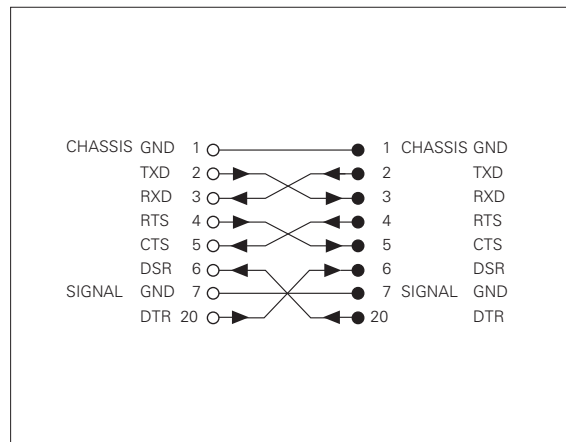 CHASSIS GND 1 1 CHASSIS GND
TXD 2 2 TXD
RXD 3 3 RXD
RTS 4 4 RTS
CTS 5 5 CTS
DSR 6 6 DSR
SIGNAL GND 7 7 SIGNAL GND
DTR 20 20 DTR